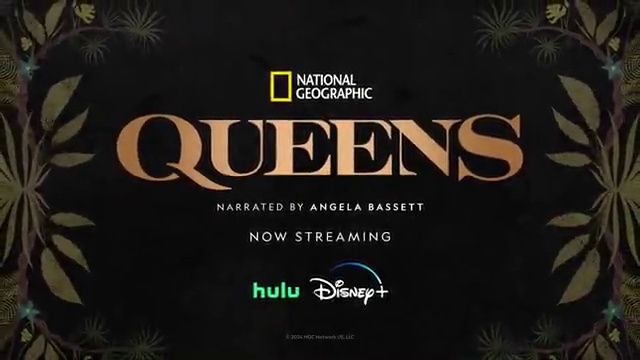 NATIONAL
GEOGRAPHIC
QUEENS
NARRATED BY ANGELA BASSETT
NOW STREAMING
hulu Disney+